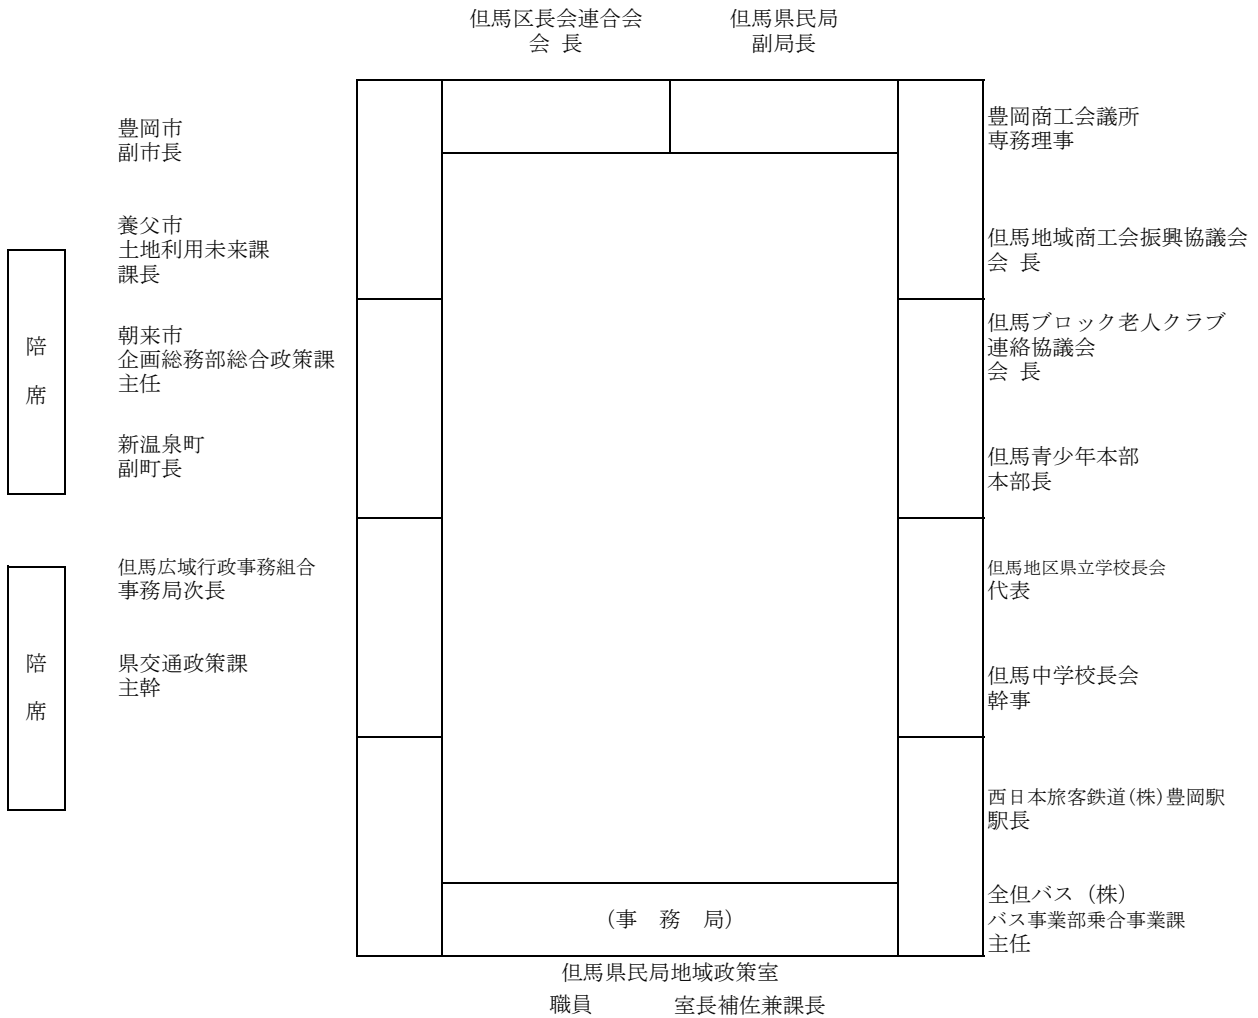 但馬区長会連合会
会 長
但馬県民局
副局長
豊岡市
副市長
養父市
土地利用未来課
課長
朝来市
企画総務部総合政策課
主任
新温泉町
副町長
但馬広域行政事務組合
事務局次長
県交通政策課
主幹
陪
席
陪
席
豊岡商工会議所
専務理事
但馬地域商工会振興協議会
会 長
但馬ブロック老人クラブ
連絡協議会
会 長
但馬青少年本部
本部長
但馬地区県立学校長会
代表
但馬中学校長会
幹事
西日本旅客鉄道(株)豊岡駅
駅長
全但バス（株）
バス事業部乗合事業課
主任
（事　務　局）
但馬県民局地域政策室
職員　　　室長補佐兼課長